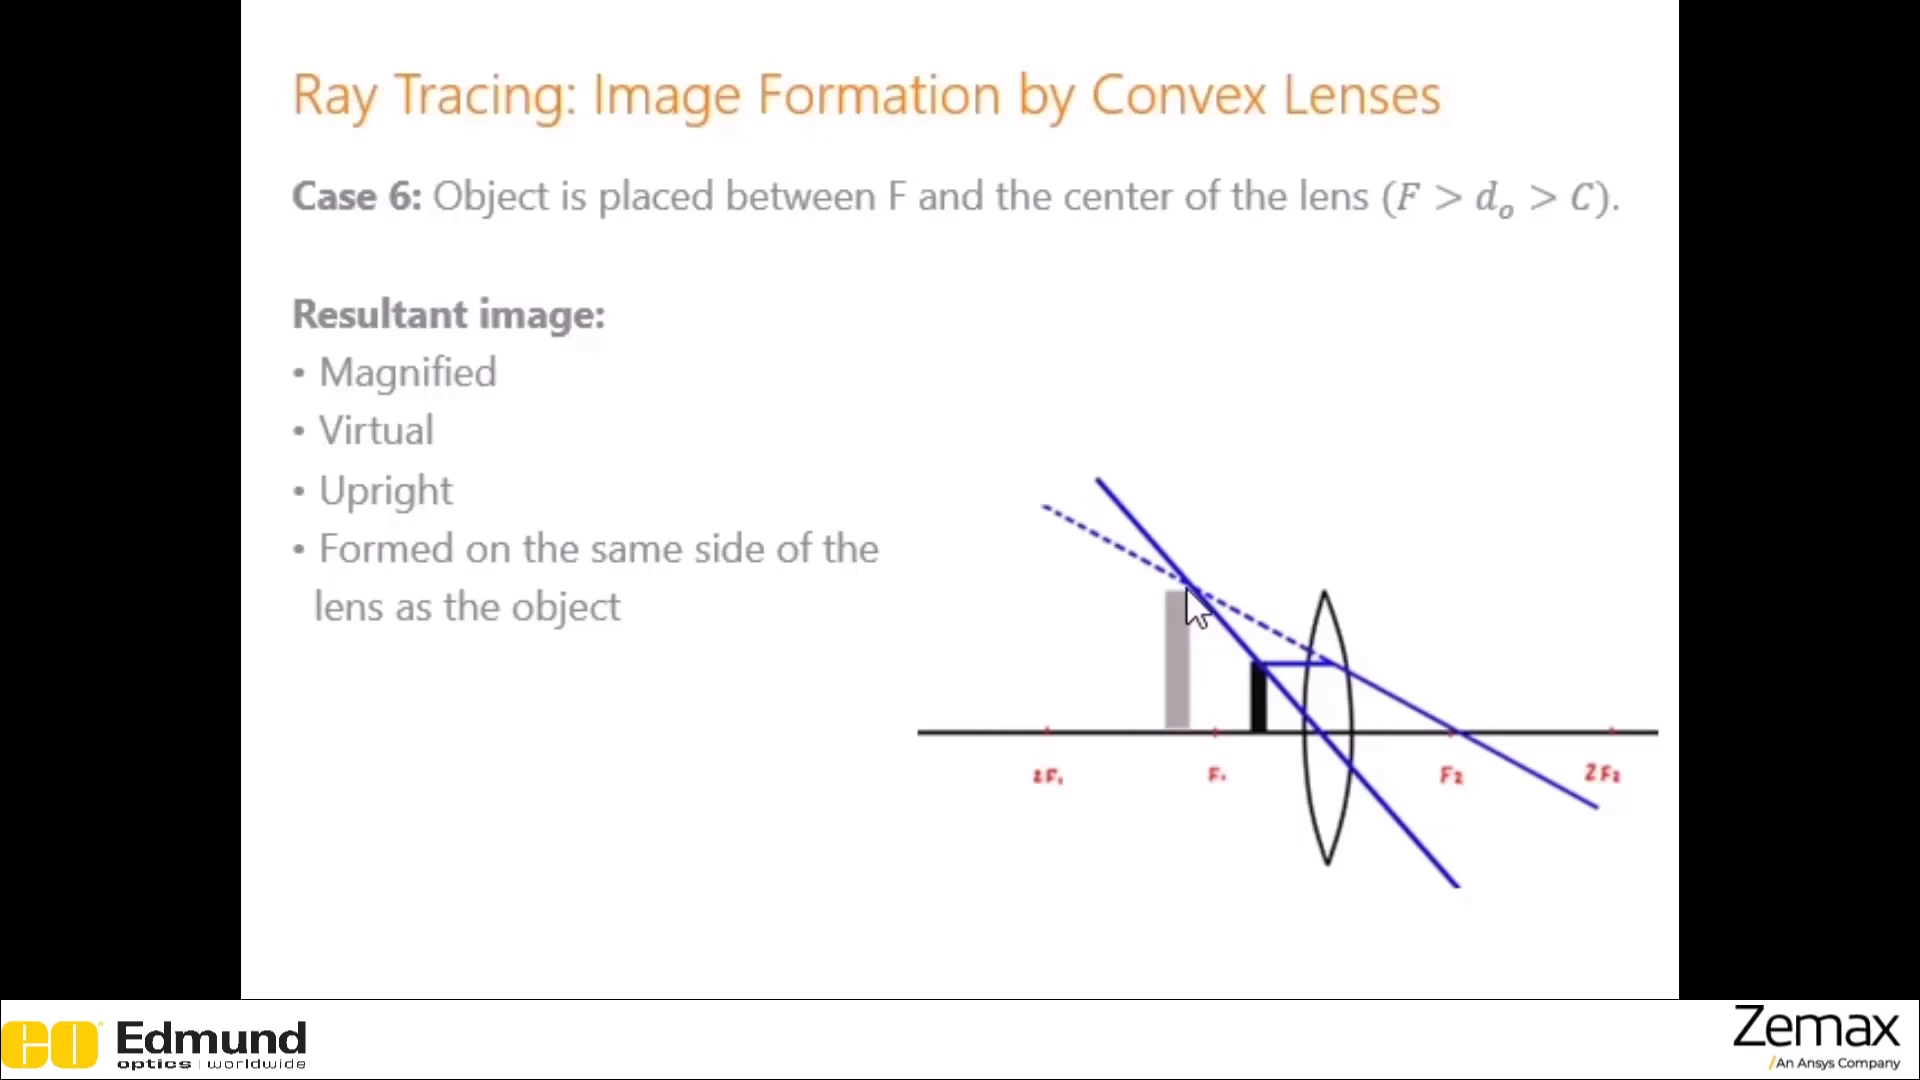 Ray Tracing: Image Formation by Convex Lenses
Case 6: Object is placed between F and the center of the lens (F > dₒ > C).
Resultant image:
• Magnified
• Virtual
• Upright
• Formed on the same side of the
lens as the object
2F₁ F₁ F₂ 2F₂
EO Edmund
optics | worldwide
Zemax
/An Ansys Company